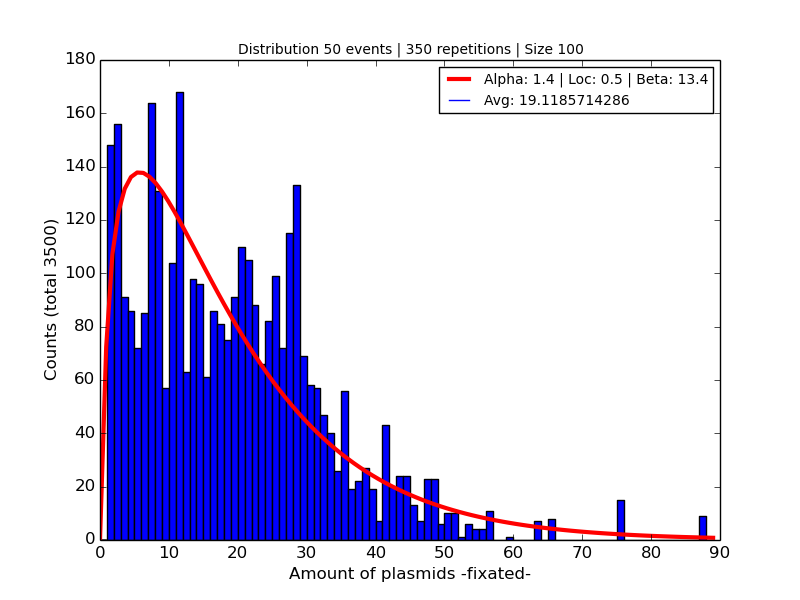 Distribution 50 events | 350 repetitions | Size 100
Alpha: 1.4 | Loc: 0.5 | Beta: 13.4
Avg: 19.1185714286
180
160
140
120
100
80
60
40
20
0
Counts (total 3500)
0 10 20 30 40 50 60 70 80 90
Amount of plasmids -fixated-